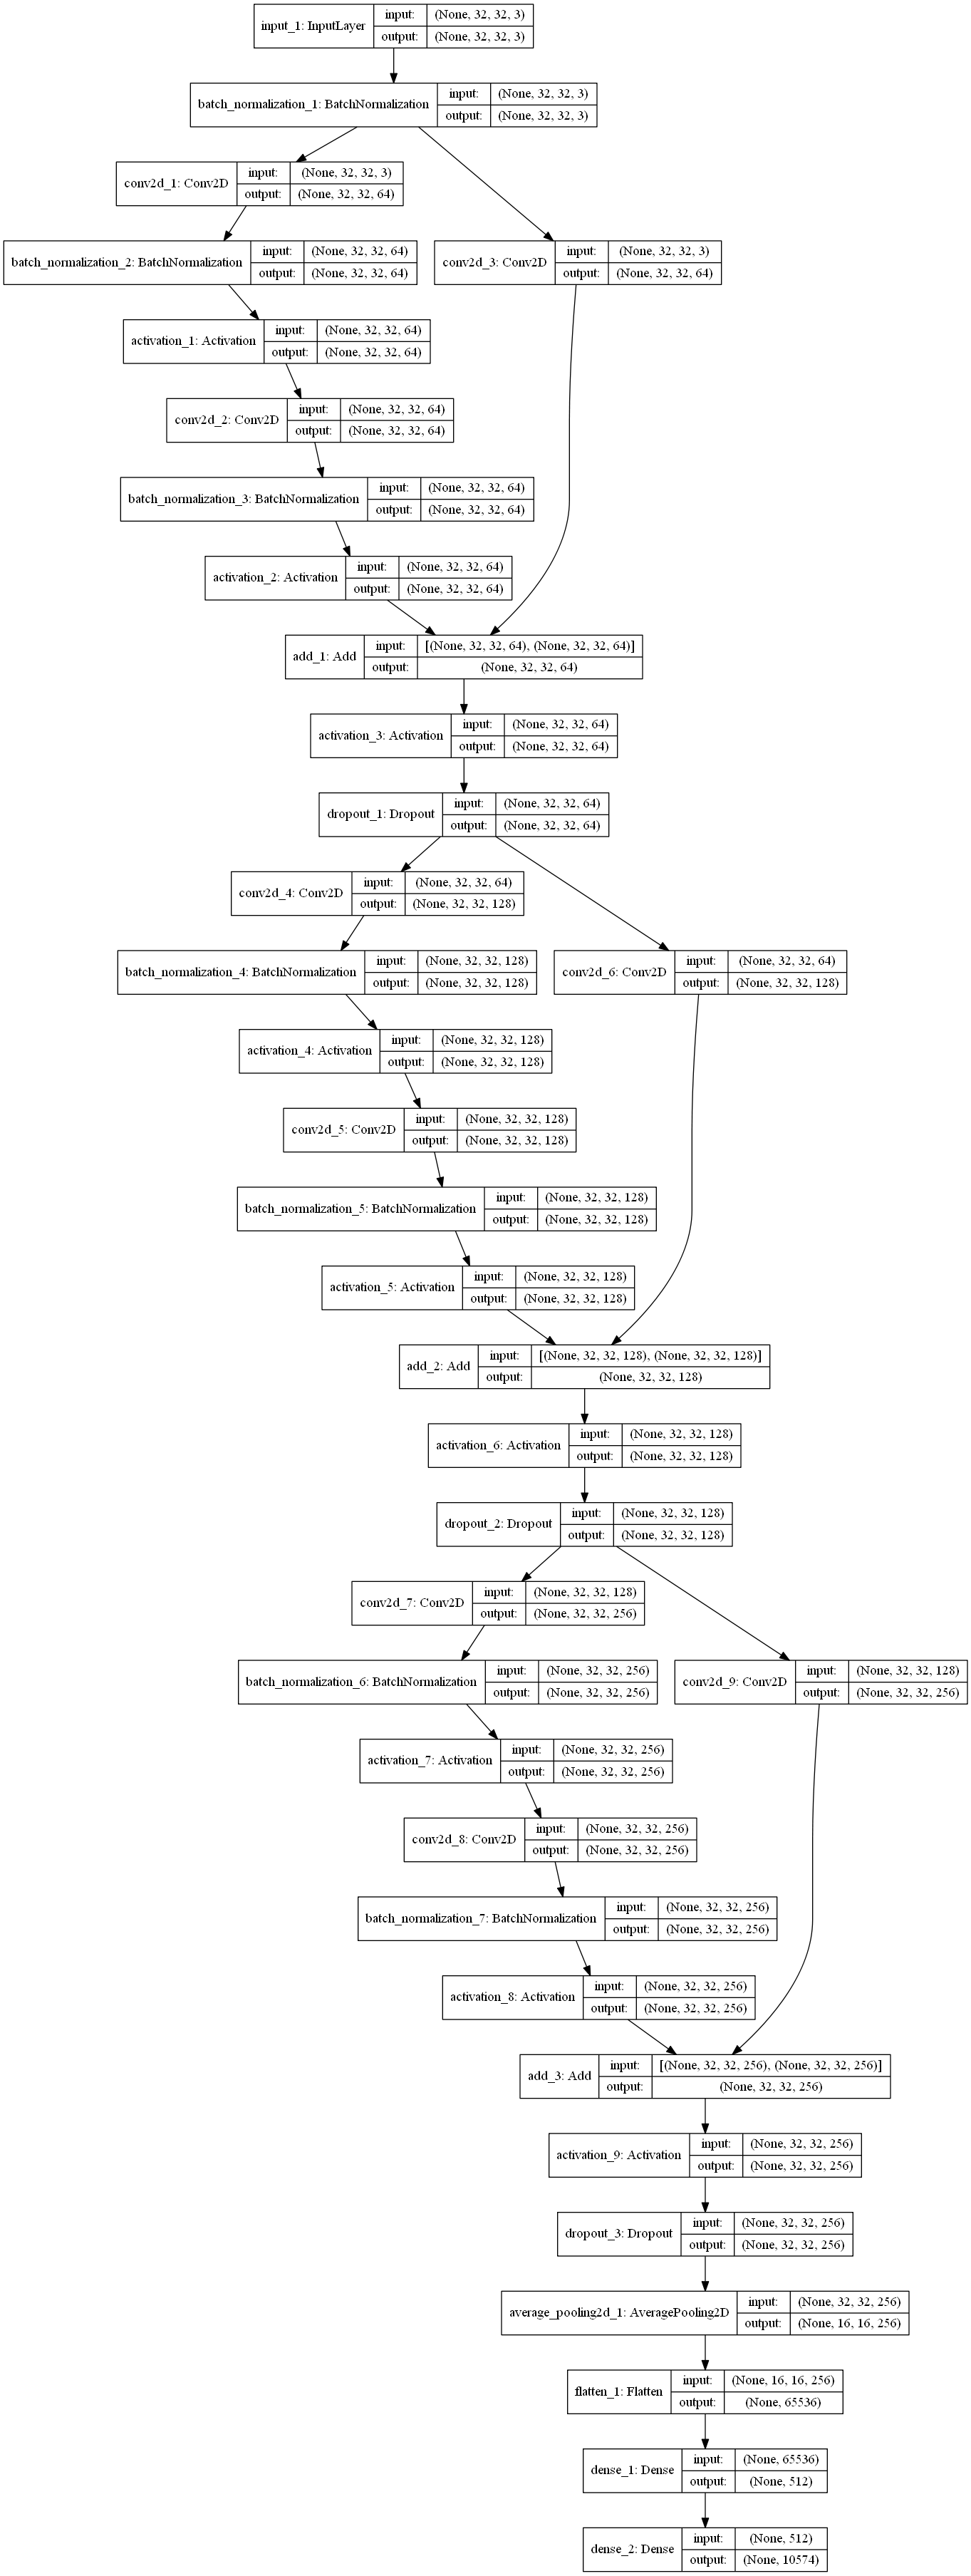 input_1: InputLayer
input: (None, 32, 32, 3)
output: (None, 32, 32, 3)
batch_normalization_1: BatchNormalization
input: (None, 32, 32, 3)
output: (None, 32, 32, 3)
conv2d_1: Conv2D
input: (None, 32, 32, 3)
output: (None, 32, 32, 64)
batch_normalization_2: BatchNormalization
input: (None, 32, 32, 64)
output: (None, 32, 32, 64)
conv2d_3: Conv2D
input: (None, 32, 32, 3)
output: (None, 32, 32, 64)
activation_1: Activation
input: (None, 32, 32, 64)
output: (None, 32, 32, 64)
conv2d_2: Conv2D
input: (None, 32, 32, 64)
output: (None, 32, 32, 64)
batch_normalization_3: BatchNormalization
input: (None, 32, 32, 64)
output: (None, 32, 32, 64)
activation_2: Activation
input: (None, 32, 32, 64)
output: (None, 32, 32, 64)
add_1: Add
input: [(None, 32, 32, 64), (None, 32, 32, 64)]
output: (None, 32, 32, 64)
activation_3: Activation
input: (None, 32, 32, 64)
output: (None, 32, 32, 64)
dropout_1: Dropout
input: (None, 32, 32, 64)
output: (None, 32, 32, 64)
conv2d_4: Conv2D
input: (None, 32, 32, 64)
output: (None, 32, 32, 128)
batch_normalization_4: BatchNormalization
input: (None, 32, 32, 128)
output: (None, 32, 32, 128)
conv2d_6: Conv2D
input: (None, 32, 32, 64)
output: (None, 32, 32, 128)
activation_4: Activation
input: (None, 32, 32, 128)
output: (None, 32, 32, 128)
conv2d_5: Conv2D
input: (None, 32, 32, 128)
output: (None, 32, 32, 128)
batch_normalization_5: BatchNormalization
input: (None, 32, 32, 128)
output: (None, 32, 32, 128)
activation_5: Activation
input: (None, 32, 32, 128)
output: (None, 32, 32, 128)
add_2: Add
input: [(None, 32, 32, 128), (None, 32, 32, 128)]
output: (None, 32, 32, 128)
activation_6: Activation
input: (None, 32, 32, 128)
output: (None, 32, 32, 128)
dropout_2: Dropout
input: (None, 32, 32, 128)
output: (None, 32, 32, 128)
conv2d_7: Conv2D
input: (None, 32, 32, 128)
output: (None, 32, 32, 256)
batch_normalization_6: BatchNormalization
input: (None, 32, 32, 256)
output: (None, 32, 32, 256)
conv2d_9: Conv2D
input: (None, 32, 32, 128)
output: (None, 32, 32, 256)
activation_7: Activation
input: (None, 32, 32, 256)
output: (None, 32, 32, 256)
conv2d_8: Conv2D
input: (None, 32, 32, 256)
output: (None, 32, 32, 256)
batch_normalization_7: BatchNormalization
input: (None, 32, 32, 256)
output: (None, 32, 32, 256)
activation_8: Activation
input: (None, 32, 32, 256)
output: (None, 32, 32, 256)
add_3: Add
input: [(None, 32, 32, 256), (None, 32, 32, 256)]
output: (None, 32, 32, 256)
activation_9: Activation
input: (None, 32, 32, 256)
output: (None, 32, 32, 256)
dropout_3: Dropout
input: (None, 32, 32, 256)
output: (None, 32, 32, 256)
average_pooling2d_1: AveragePooling2D
input: (None, 32, 32, 256)
output: (None, 16, 16, 256)
flatten_1: Flatten
input: (None, 16, 16, 256)
output: (None, 65536)
dense_1: Dense
input: (None, 65536)
output: (None, 512)
dense_2: Dense
input: (None, 512)
output: (None, 10574)